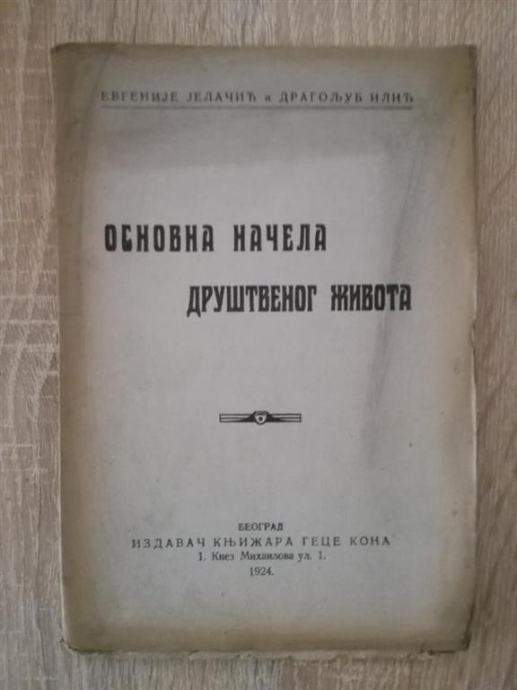 ЕВГЕНИЈЕ ЈЕЛАЧИЋ и ДРАГОЉУБ ИЛИЋ
ОСНОВНА НАЧЕЛА
ДРУШТВЕНОГ ЖИВОТА
БЕОГРАД
ИЗДАВАЧ КЊИЖАРА ГЕЦЕ КОНА
1. Кнез Михаилова ул. 1.
1924.